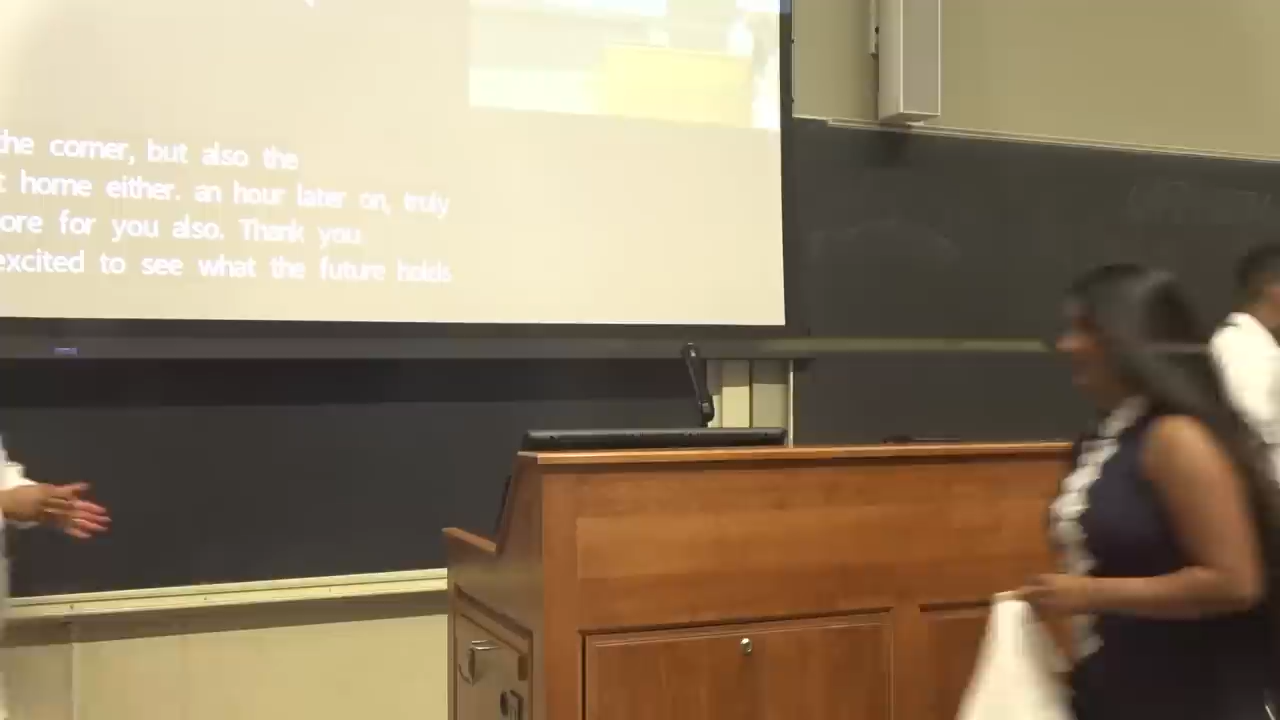 the corner, but also the
home either. an hour later on, truly
ore for you also. Thank you
excited to see what the future holds